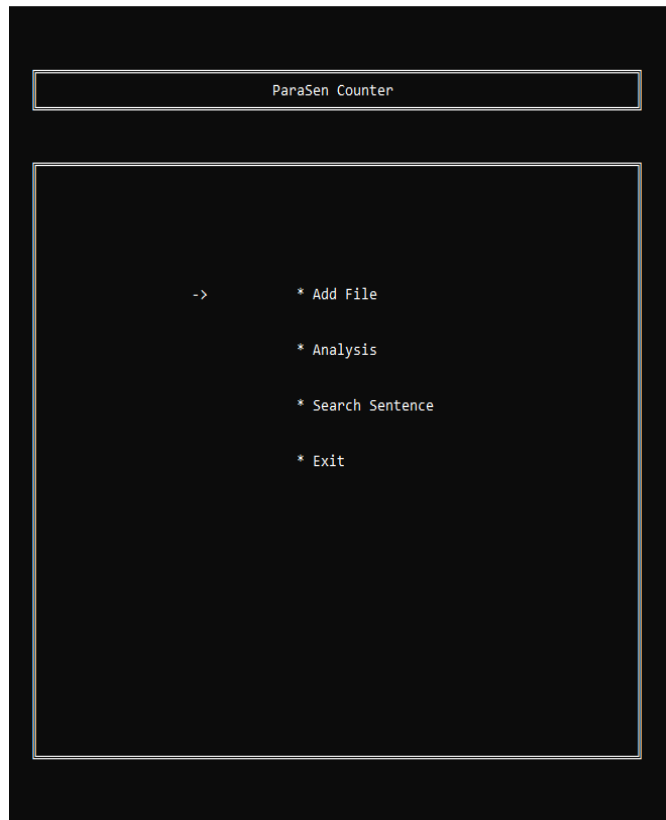 ParaSen Counter
-> * Add File
* Analysis
* Search Sentence
* Exit